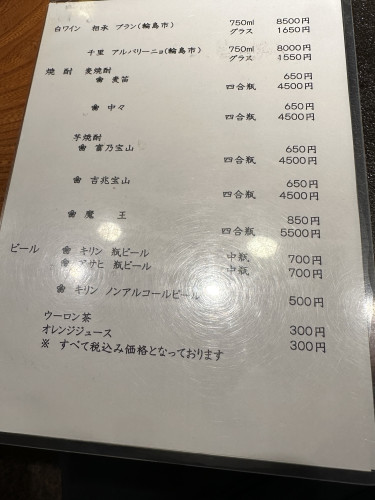 白ワイン 相承 ブラン(輪島市) 750ml 8500円
グラス 1650円
千里 アルバリーニョ(輪島市) 750ml 8000円
グラス 1550円
焼酎 麦焼酎
麦笛 650円
四合瓶 4500円
中々 650円
四合瓶 4500円
芋焼酎
富乃宝山 650円
四合瓶 4500円
吉兆宝山 650円
四合瓶 4500円
魔王 850円
四合瓶 5500円
ビール キリン 瓶ビール 中瓶 700円
アサヒ 瓶ビール 中瓶 700円
キリン ノンアルコールビール 500円
ウーロン茶 300円
オレンジジュース 300円
※ すべて税込み価格となっております